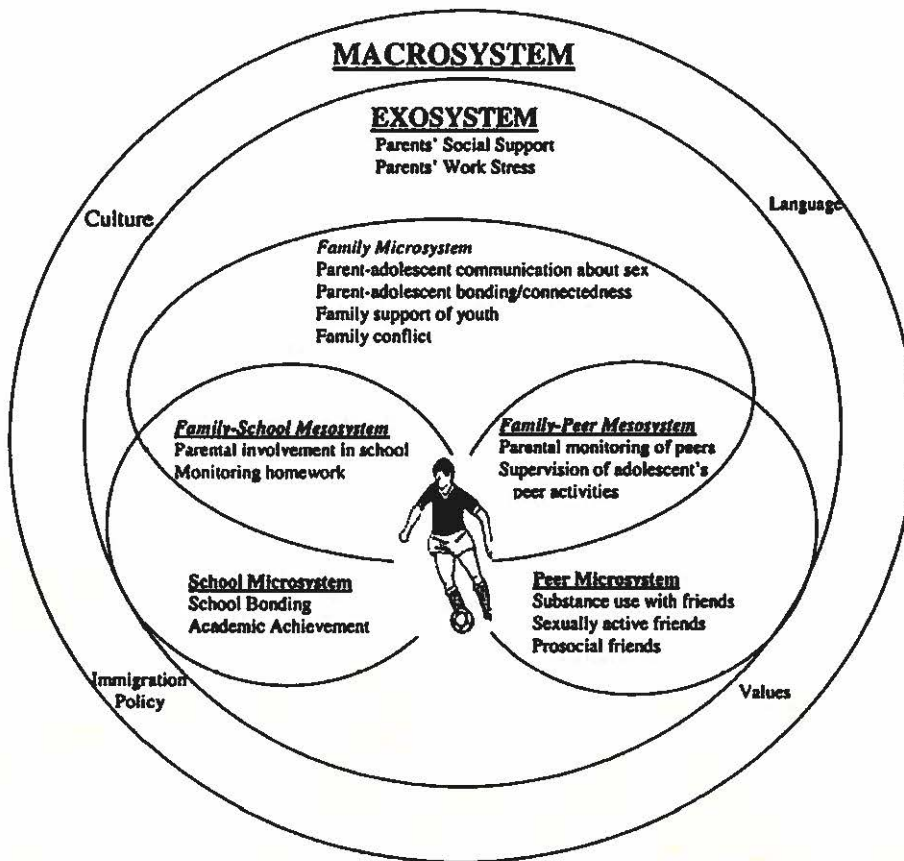 MACROSYSTEM
EXOSYSTEM
Parents' Social Support
Parents' Work Stress
Culture
Language
Family Microsystem
Parent-adolescent communication about sex
Parent-adolescent bonding/connectedness
Family support of youth
Family conflict
Family-School Mesosystem
Parental involvement in school
Monitoring homework
Family-Peer Mesosystem
Parental monitoring of peers
Supervision of adolescent's
peer activities
School Microsystem
School Bonding
Academic Achievement
Peer Microsystem
Substance use with friends
Sexually active friends
Prosocial friends
Immigration
Policy
Values